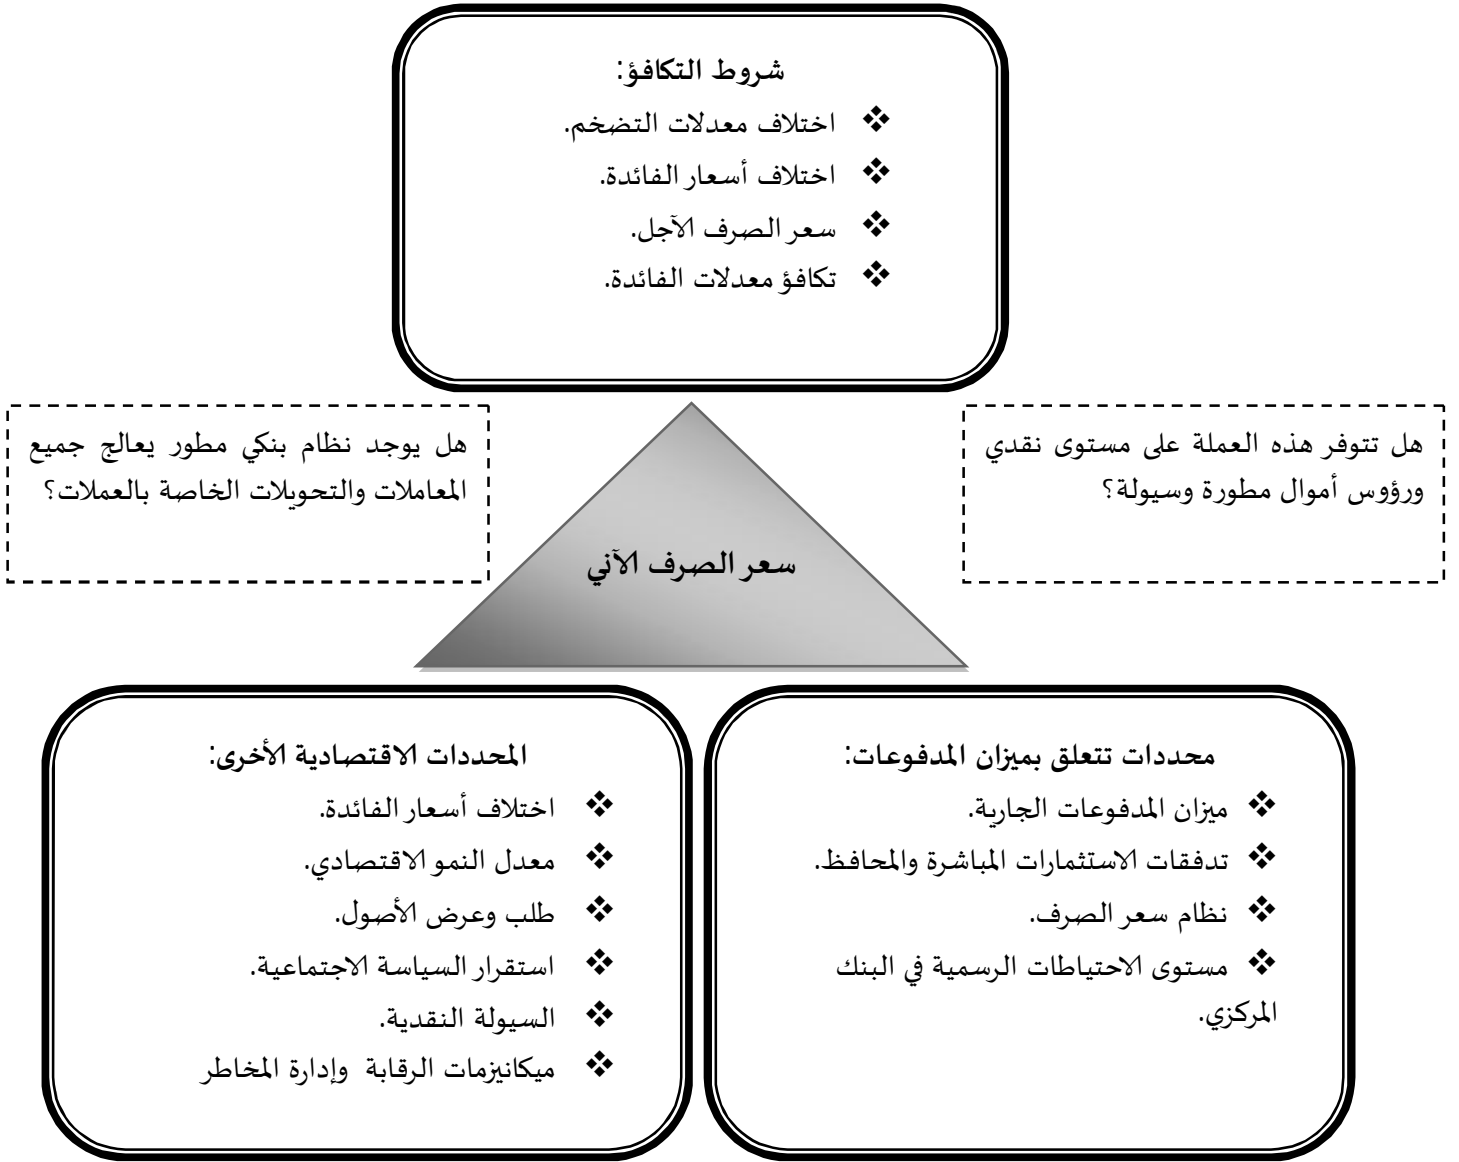 شروط التكافؤ:
❖ اختلاف معدلات التضخم.
❖ اختلاف أسعار الفائدة.
❖ سعر الصرف الآجل.
❖ تكافؤ معدلات الفائدة.
هل تتوفر هذه العملة على مستوى نقدي
ورؤوس أموال مطورة وسيولة؟
هل يوجد نظام بنكي مطور يعالج جميع
المعاملات والتحويلات الخاصة بالعملات؟
سعر الصرف الآني
محددات تتعلق بميزان المدفوعات:
❖ ميزان المدفوعات الجارية.
❖ تدفقات الاستثمارات المباشرة والمحافظ.
❖ نظام سعر الصرف.
❖ مستوى الاحتياطات الرسمية في البنك
المركزي.
المحددات الاقتصادية الأخرى:
❖ اختلاف أسعار الفائدة.
❖ معدل النمو الاقتصادي.
❖ طلب وعرض الأصول.
❖ استقرار السياسة الاجتماعية.
❖ السيولة النقدية.
❖ ميكانيزمات الرقابة وإدارة المخاطر